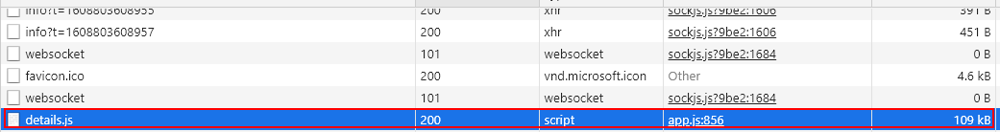 info?t=1608803608955 200 xhr sockjs.js?9be2:1606 391 B
info?t=1608803608957 200 xhr sockjs.js?9be2:1606 451 B
websocket 101 websocket sockjs.js?9be2:1684 0 B
favicon.ico 200 vnd.microsoft.icon Other 4.6 kB
websocket 101 websocket sockjs.js?9be2:1684 0 B
details.js 200 script app.js:856 109 kB